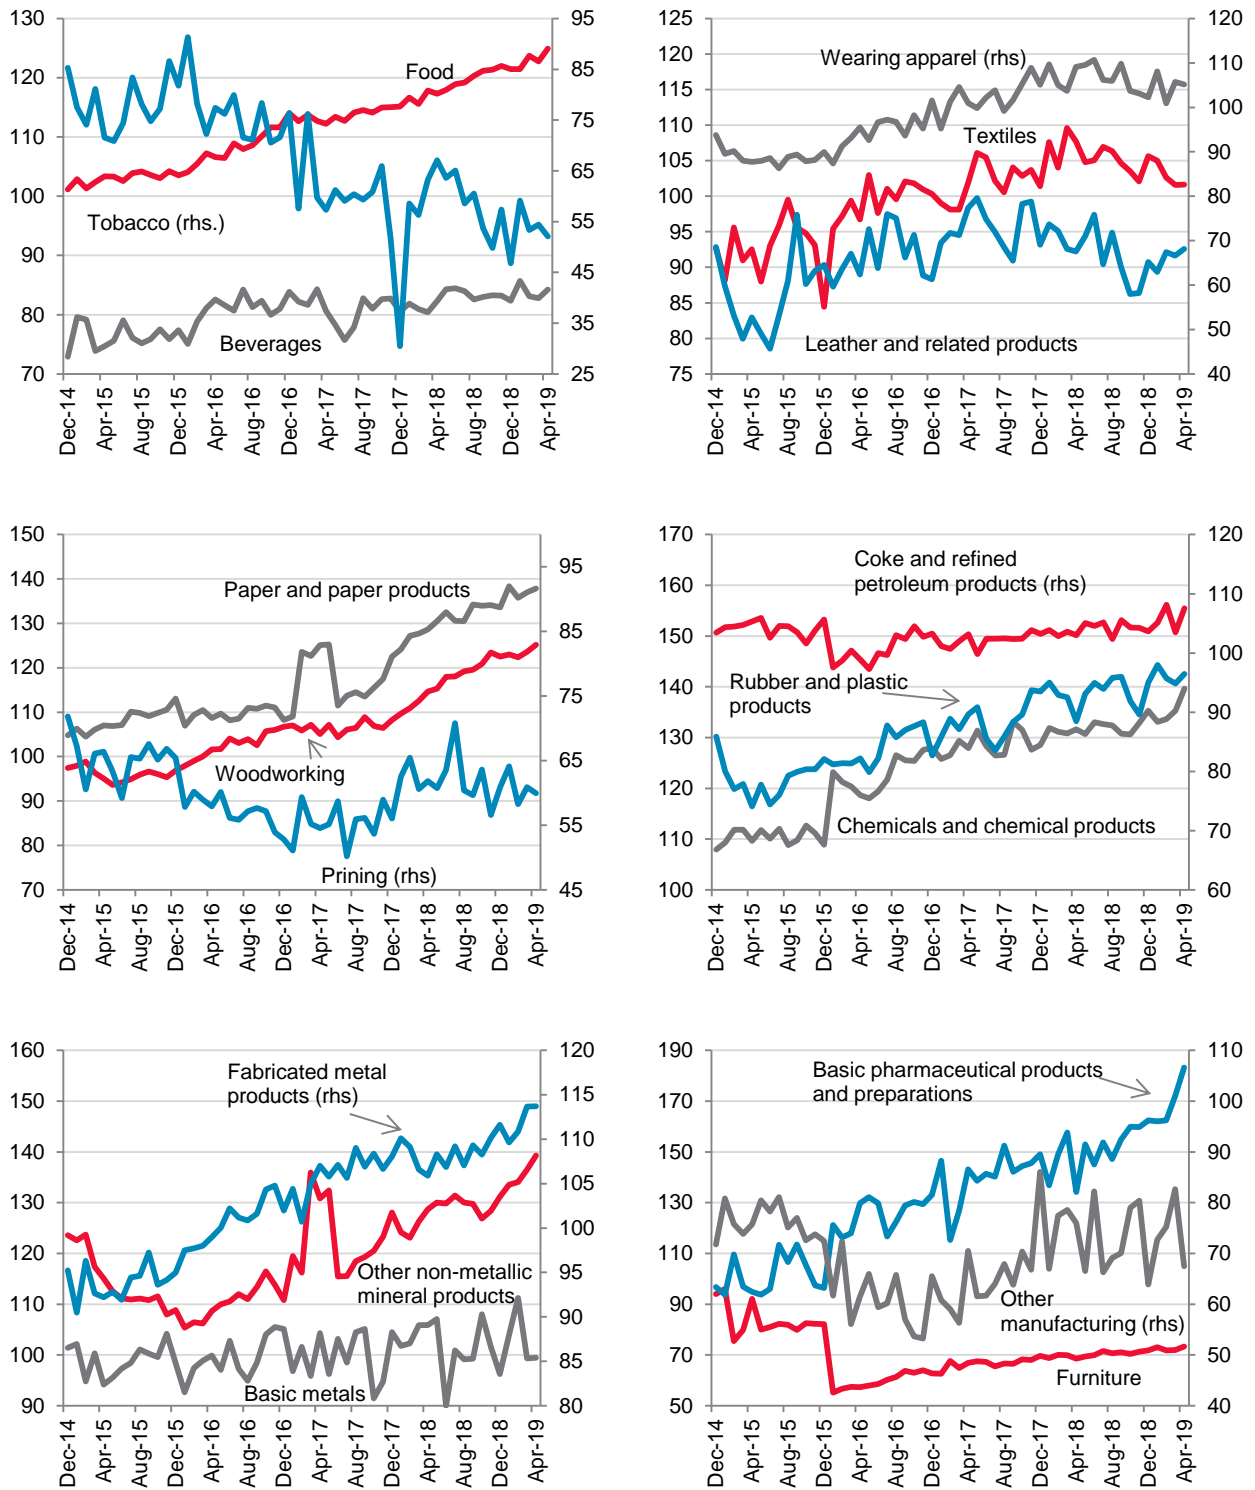 130
120
110
100
90
80
70
95
85
75
65
55
45
35
25
Food
Tobacco (rhs.)
Beverages
Dec-14
Apr-15
Aug-15
Dec-15
Apr-16
Aug-16
Dec-16
Apr-17
Aug-17
Dec-17
Apr-18
Aug-18
Dec-18
Apr-19
125
120
115
110
105
100
95
90
85
80
75
120
110
100
90
80
70
60
50
40
Wearing apparel (rhs)
Textiles
Leather and related products
Dec-14
Apr-15
Aug-15
Dec-15
Apr-16
Aug-16
Dec-16
Apr-17
Aug-17
Dec-17
Apr-18
Aug-18
Dec-18
Apr-19
150
140
130
120
110
100
90
80
70
95
85
75
65
55
45
Paper and paper products
Woodworking
Prining (rhs)
Dec-14
Apr-15
Aug-15
Dec-15
Apr-16
Aug-16
Dec-16
Apr-17
Aug-17
Dec-17
Apr-18
Aug-18
Dec-18
Apr-19
170
160
150
140
130
120
110
100
120
110
100
90
80
70
60
Coke and refined
petroleum products (rhs)
Rubber and plastic
products
Chemicals and chemical products
Dec-14
Apr-15
Aug-15
Dec-15
Apr-16
Aug-16
Dec-16
Apr-17
Aug-17
Dec-17
Apr-18
Aug-18
Dec-18
Apr-19
160
150
140
130
120
110
100
90
120
115
110
105
100
95
90
85
80
Fabricated metal
products (rhs)
Other non-metallic
mineral products
Basic metals
Dec-14
Apr-15
Aug-15
Dec-15
Apr-16
Aug-16
Dec-16
Apr-17
Aug-17
Dec-17
Apr-18
Aug-18
Dec-18
Apr-19
190
170
150
130
110
90
70
50
110
100
90
80
70
60
50
40
Basic pharmaceutical products
and preparations
Other
manufacturing (rhs)
Furniture
Dec-14
Apr-15
Aug-15
Dec-15
Apr-16
Aug-16
Dec-16
Apr-17
Aug-17
Dec-17
Apr-18
Aug-18
Dec-18
Apr-19